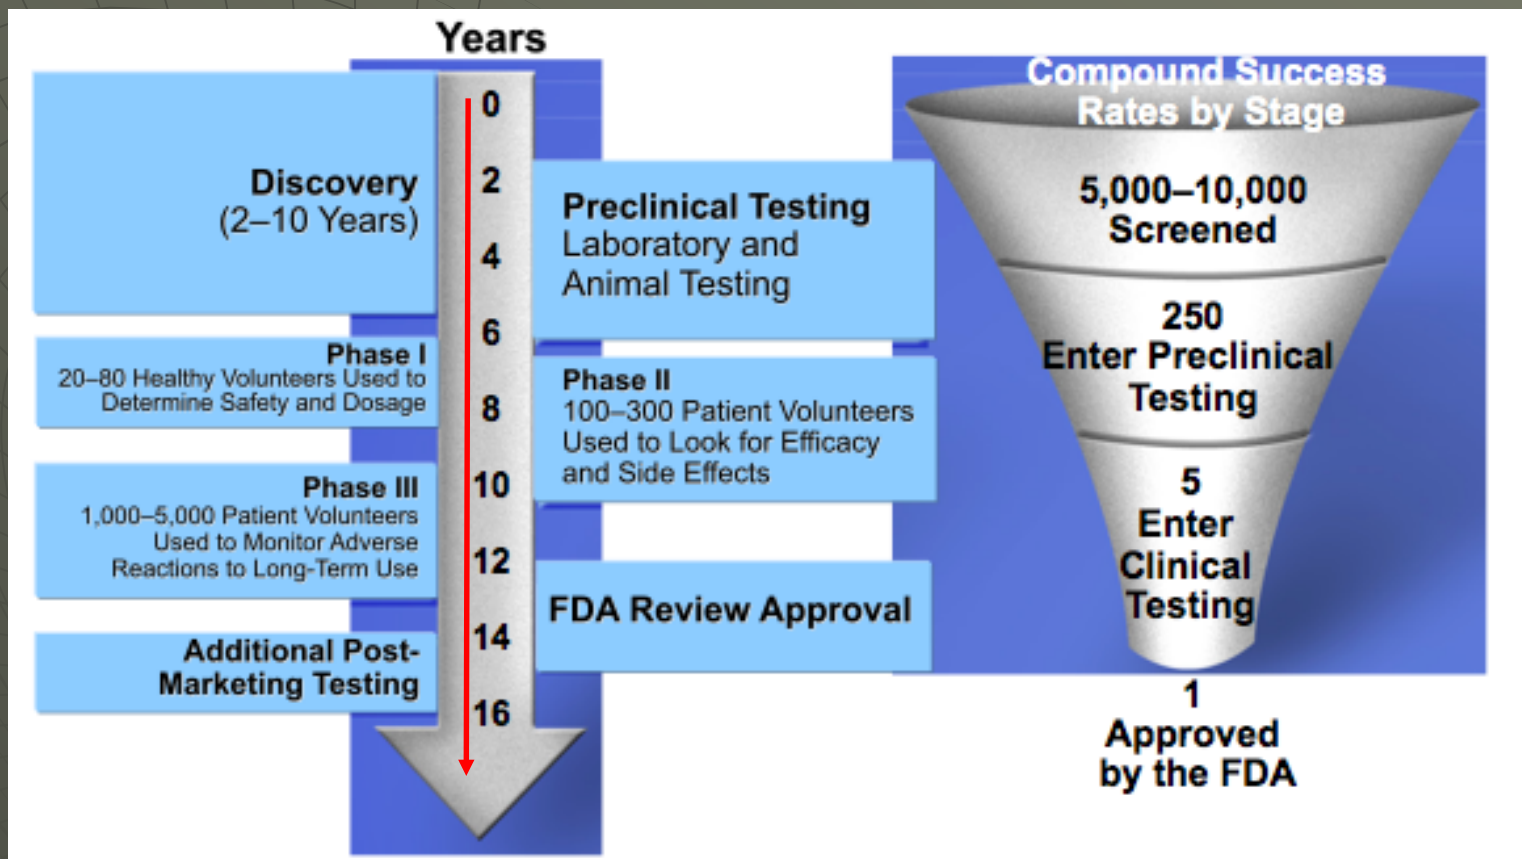 Years
0
2
4
6
8
10
12
14
16
Discovery
(2–10 Years)
Preclinical Testing
Laboratory and
Animal Testing
Phase I
20–80 Healthy Volunteers Used to
Determine Safety and Dosage
Phase II
100–300 Patient Volunteers
Used to Look for Efficacy
and Side Effects
Phase III
1,000–5,000 Patient Volunteers
Used to Monitor Adverse
Reactions to Long-Term Use
FDA Review Approval
Additional Post-
Marketing Testing
Compound Success
Rates by Stage
5,000–10,000
Screened
250
Enter Preclinical
Testing
5
Enter
Clinical
Testing
1
Approved
by the FDA